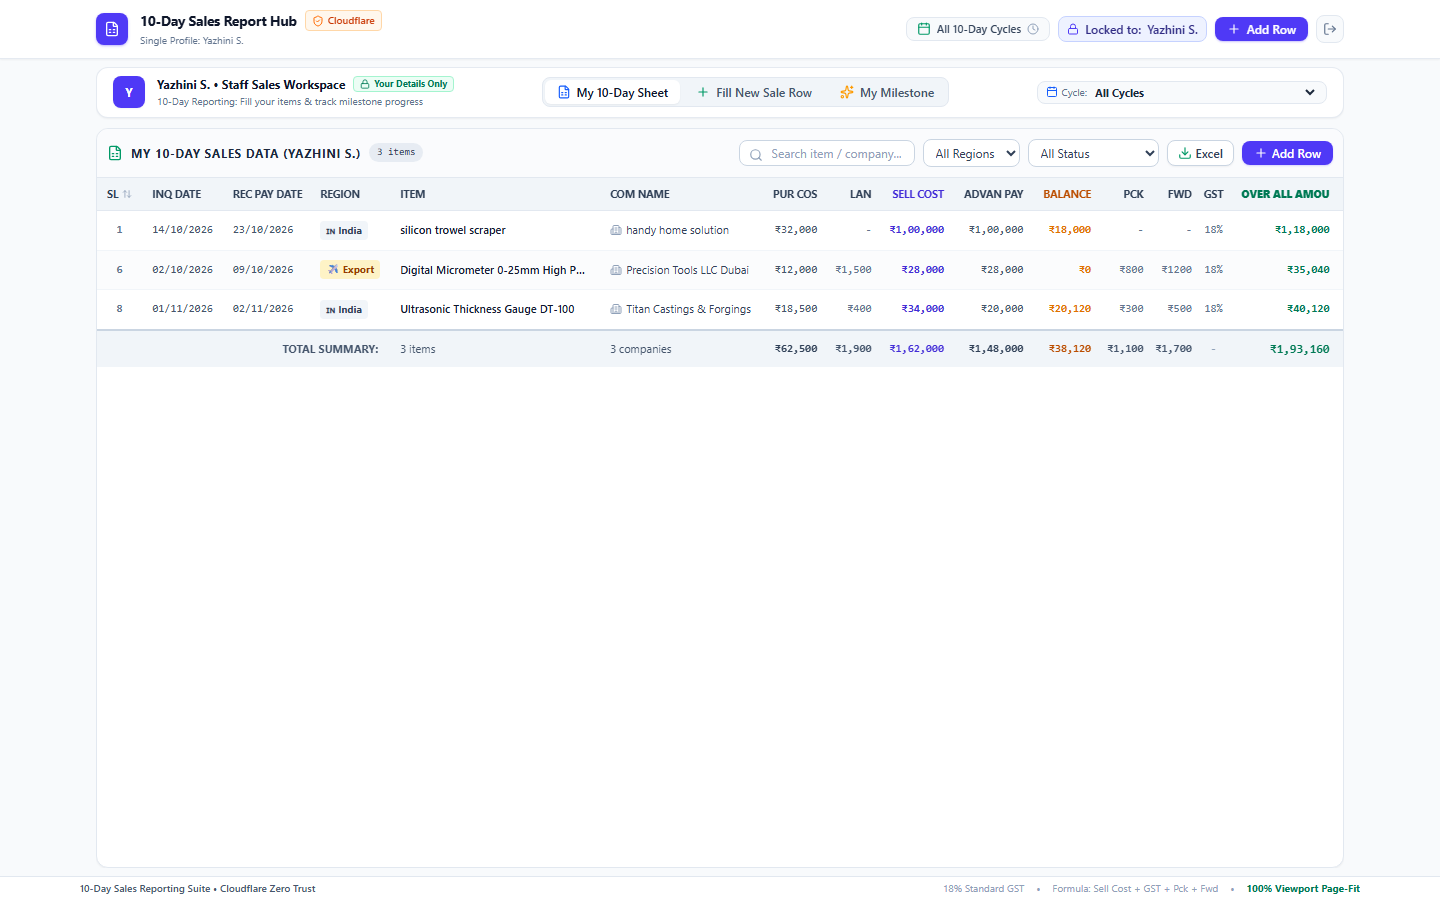 10-Day Sales Report Hub Cloudflare
Single Profile: Yazhini S.
All 10-Day Cycles Locked to: Yazhini S. Add Row
Y Yazhini S. • Staff Sales Workspace Your Details Only
10-Day Reporting: Fill your items & track milestone progress
My 10-Day Sheet Fill New Sale Row My Milestone
Cycle: All Cycles
MY 10-DAY SALES DATA (YAZHINI S.) 3 items
Search item / company... All Regions All Status Excel Add Row
SL INQ DATE REC PAY DATE REGION ITEM COM NAME PUR COS LAN SELL COST ADVAN PAY BALANCE PCK FWD GST OVER ALL AMOU
1 14/10/2026 23/10/2026 IN India silicon trowel scraper handy home solution ₹32,000 - ₹1,00,000 ₹1,00,000 ₹18,000 - - 18% ₹1,18,000
6 02/10/2026 09/10/2026 Export Digital Micrometer 0-25mm High P... Precision Tools LLC Dubai ₹12,000 ₹1,500 ₹28,000 ₹28,000 ₹0 ₹800 ₹1200 18% ₹35,040
8 01/11/2026 02/11/2026 IN India Ultrasonic Thickness Gauge DT-100 Titan Castings & Forgings ₹18,500 ₹400 ₹34,000 ₹20,000 ₹20,120 ₹300 ₹500 18% ₹40,120
TOTAL SUMMARY: 3 items 3 companies ₹62,500 ₹1,900 ₹1,62,000 ₹1,48,000 ₹38,120 ₹1,100 ₹1,700 - ₹1,93,160
10-Day Sales Reporting Suite • Cloudflare Zero Trust
18% Standard GST • Formula: Sell Cost + GST + Pck + Fwd • 100% Viewport Page-Fit